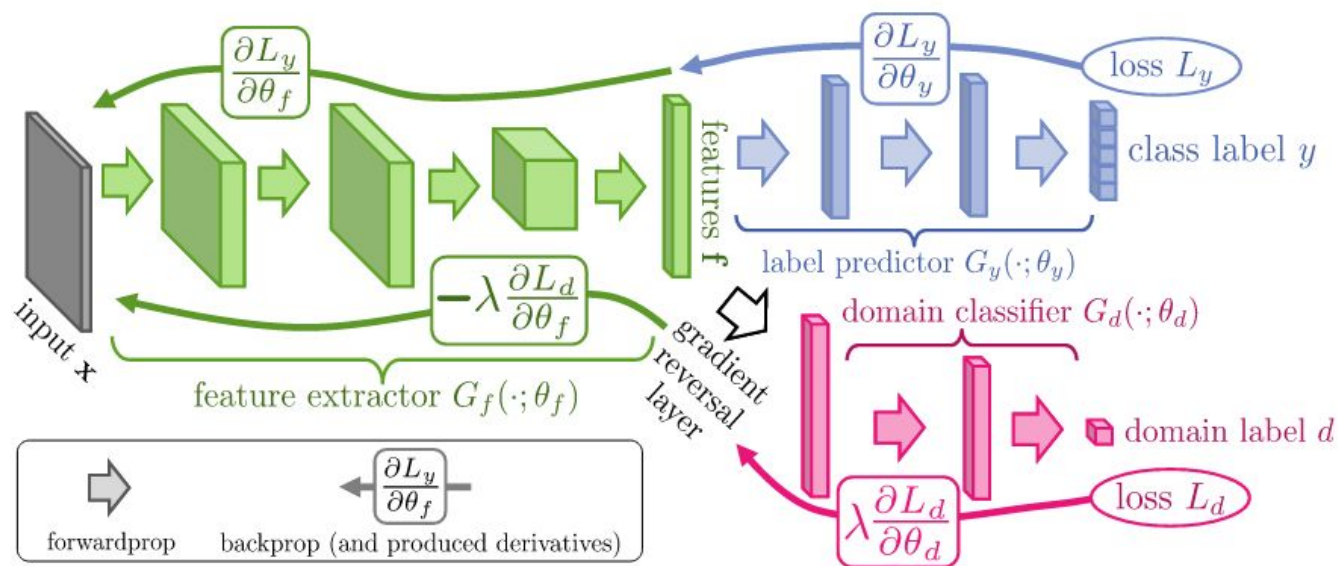 ∂L_y
∂θ_f
∂L_y
∂θ_y
loss L_y
features f
class label y
label predictor G_y(·; θ_y)
−λ ∂L_d
∂θ_f
input x
feature extractor G_f(·; θ_f)
gradient
reversal
layer
domain classifier G_d(·; θ_d)
domain label d
λ ∂L_d
∂θ_d
loss L_d
∂L_y
∂θ_f
forwardprop
backprop (and produced derivatives)